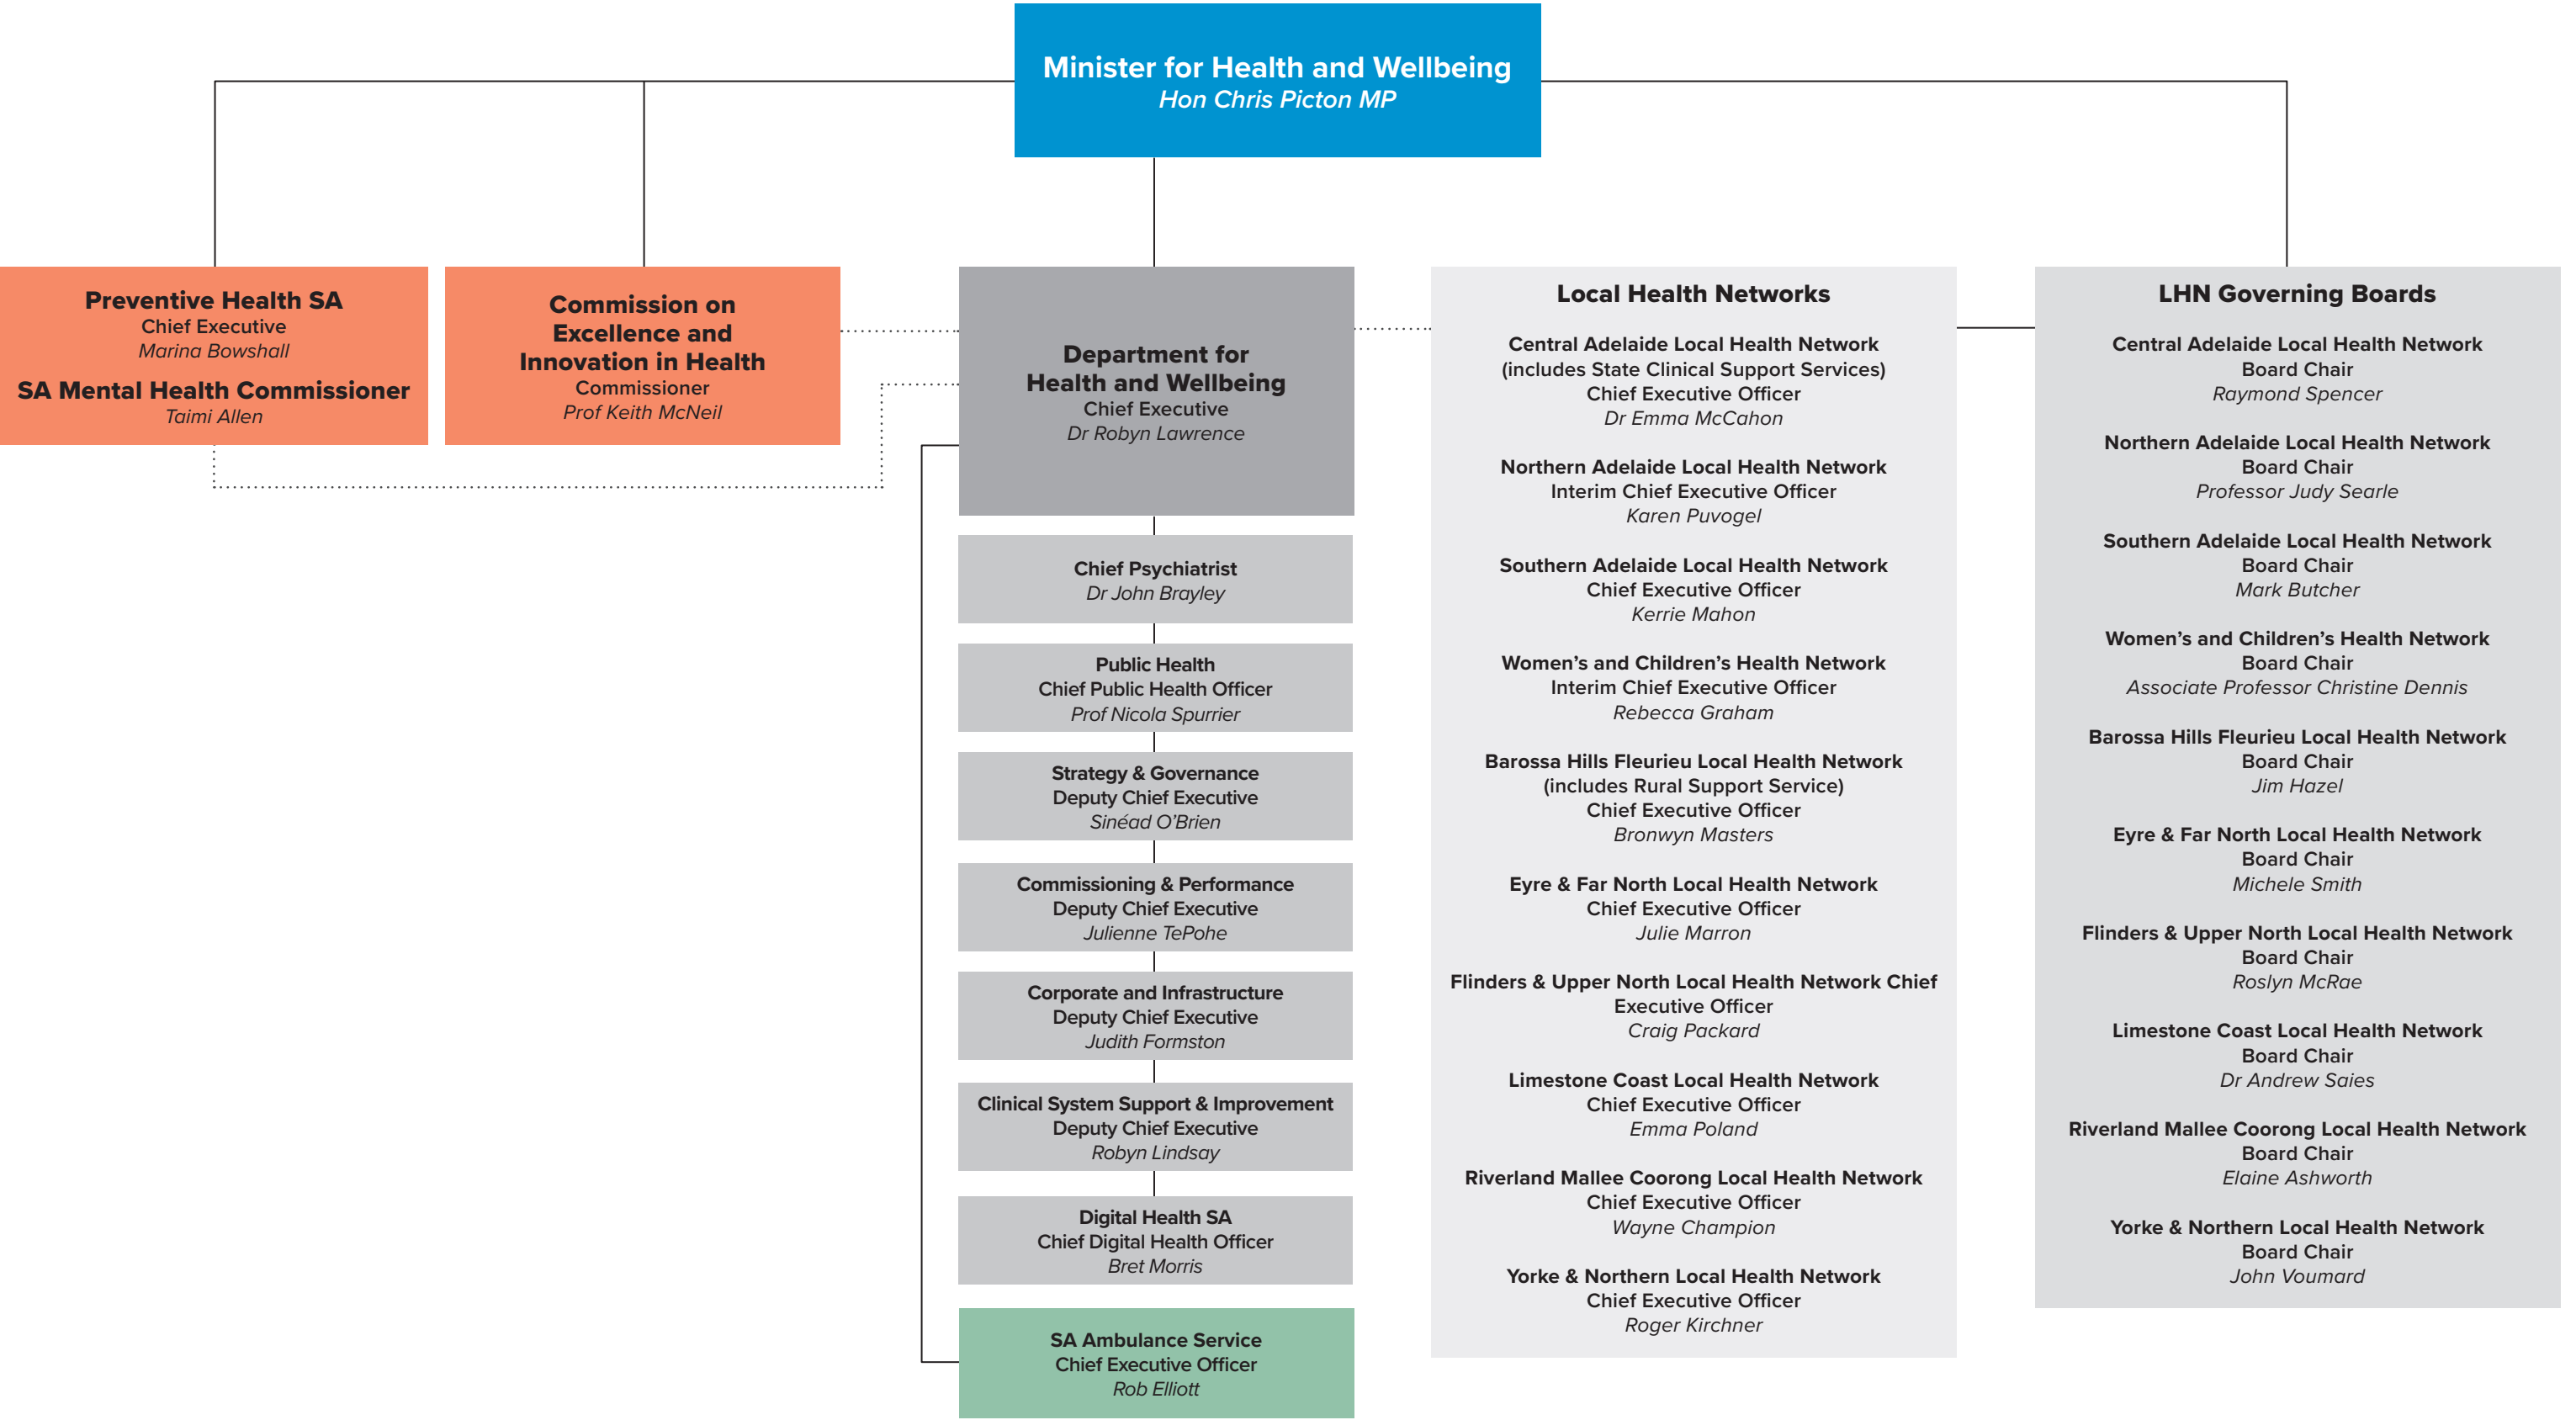 Minister for Health and Wellbeing
Hon Chris Picton MP
Preventive Health SA
Chief Executive
Marina Bowshall
SA Mental Health Commissioner
Taimi Allen
Commission on
Excellence and
Innovation in Health
Commissioner
Prof Keith McNeil
Department for
Health and Wellbeing
Chief Executive
Dr Robyn Lawrence
Chief Psychiatrist
Dr John Brayley
Public Health
Chief Public Health Officer
Prof Nicola Spurrier
Strategy & Governance
Deputy Chief Executive
Sinéad O’Brien
Commissioning & Performance
Deputy Chief Executive
Julienne TePohe
Corporate and Infrastructure
Deputy Chief Executive
Judith Formston
Clinical System Support & Improvement
Deputy Chief Executive
Robyn Lindsay
Digital Health SA
Chief Digital Health Officer
Bret Morris
SA Ambulance Service
Chief Executive Officer
Rob Elliott
Local Health Networks
Central Adelaide Local Health Network
(includes State Clinical Support Services)
Chief Executive Officer
Dr Emma McCahon
Northern Adelaide Local Health Network
Interim Chief Executive Officer
Karen Puvogel
Southern Adelaide Local Health Network
Chief Executive Officer
Kerrie Mahon
Women’s and Children’s Health Network
Interim Chief Executive Officer
Rebecca Graham
Barossa Hills Fleurieu Local Health Network
(includes Rural Support Service)
Chief Executive Officer
Bronwyn Masters
Eyre & Far North Local Health Network
Chief Executive Officer
Julie Marron
Flinders & Upper North Local Health Network Chief
Executive Officer
Craig Packard
Limestone Coast Local Health Network
Chief Executive Officer
Emma Poland
Riverland Mallee Coorong Local Health Network
Chief Executive Officer
Wayne Champion
Yorke & Northern Local Health Network
Chief Executive Officer
Roger Kirchner
LHN Governing Boards
Central Adelaide Local Health Network
Board Chair
Raymond Spencer
Northern Adelaide Local Health Network
Board Chair
Professor Judy Searle
Southern Adelaide Local Health Network
Board Chair
Mark Butcher
Women’s and Children’s Health Network
Board Chair
Associate Professor Christine Dennis
Barossa Hills Fleurieu Local Health Network
Board Chair
Jim Hazel
Eyre & Far North Local Health Network
Board Chair
Michele Smith
Flinders & Upper North Local Health Network
Board Chair
Roslyn McRae
Limestone Coast Local Health Network
Board Chair
Dr Andrew Saies
Riverland Mallee Coorong Local Health Network
Board Chair
Elaine Ashworth
Yorke & Northern Local Health Network
Board Chair
John Voumard